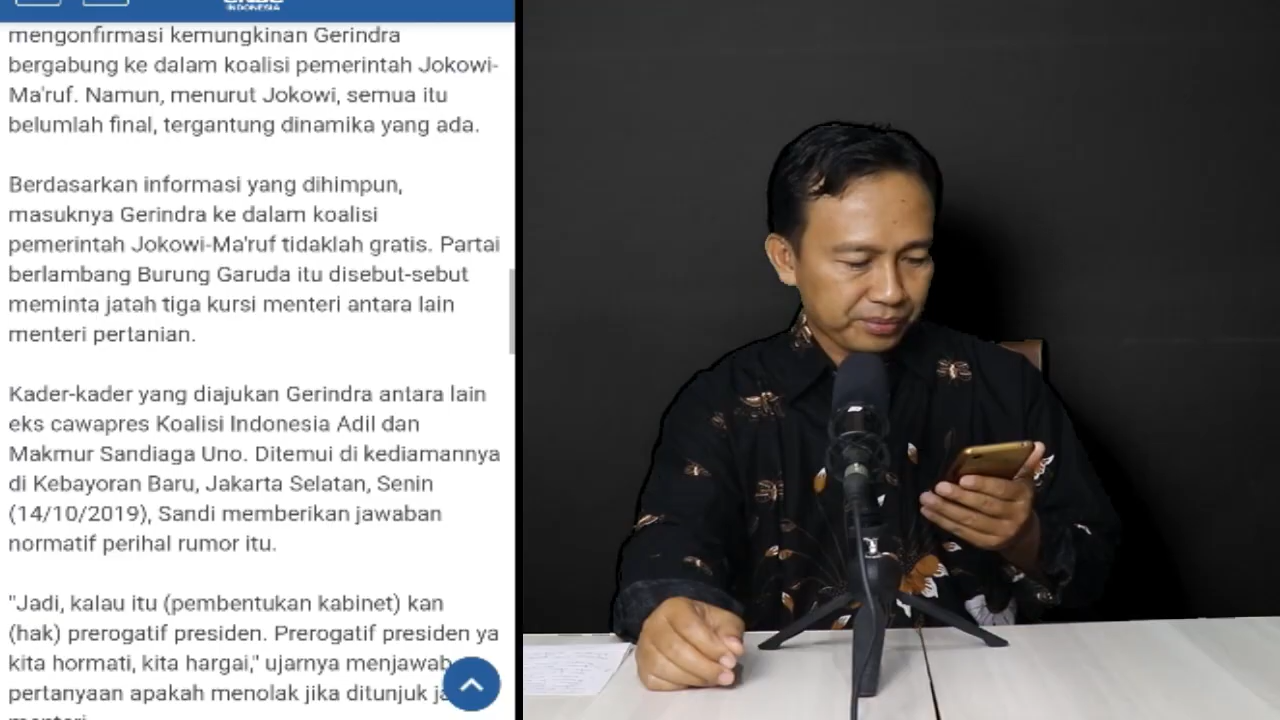 INDONESIA
mengonfirmasi kemungkinan Gerindra
bergabung ke dalam koalisi pemerintah Jokowi-
Ma'ruf. Namun, menurut Jokowi, semua itu
belumlah final, tergantung dinamika yang ada.
Berdasarkan informasi yang dihimpun,
masuknya Gerindra ke dalam koalisi
pemerintah Jokowi-Ma'ruf tidaklah gratis. Partai
berlambang Burung Garuda itu disebut-sebut
meminta jatah tiga kursi menteri antara lain
menteri pertanian.
Kader-kader yang diajukan Gerindra antara lain
eks cawapres Koalisi Indonesia Adil dan
Makmur Sandiaga Uno. Ditemui di kediamannya
di Kebayoran Baru, Jakarta Selatan, Senin
(14/10/2019), Sandi memberikan jawaban
normatif perihal rumor itu.
"Jadi, kalau itu (pembentukan kabinet) kan
(hak) prerogatif presiden. Prerogatif presiden ya
kita hormati, kita hargai," ujarnya menjawab
pertanyaan apakah menolak jika ditunjuk